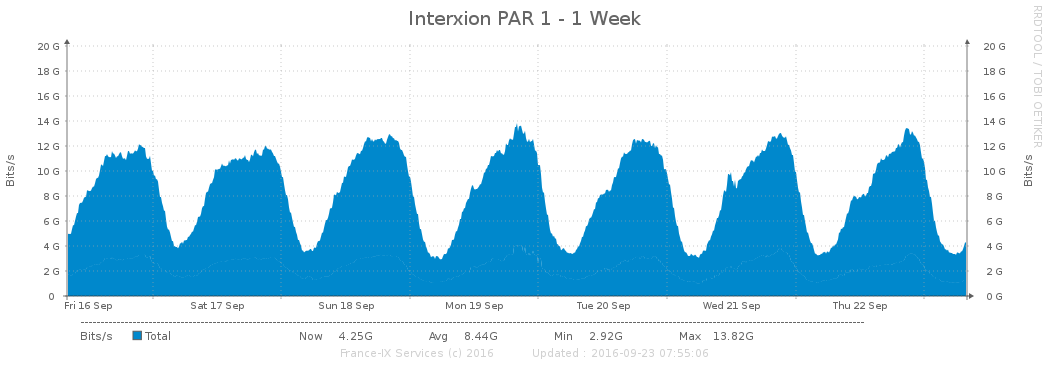 Interxion PAR 1 - 1 Week
RRDTOOL / TOBI OETIKER
Bits/s
Bits/s
20 G 20 G
18 G 18 G
16 G 16 G
14 G 14 G
12 G 12 G
10 G 10 G
8 G 8 G
6 G 6 G
4 G 4 G
2 G 2 G
0 0 G
Fri 16 Sep Sat 17 Sep Sun 18 Sep Mon 19 Sep Tue 20 Sep Wed 21 Sep Thu 22 Sep
Bits/s Total Now 4.25G Avg 8.44G Min 2.92G Max 13.82G
France-IX Services (c) 2016 Updated : 2016-09-23 07:55:06